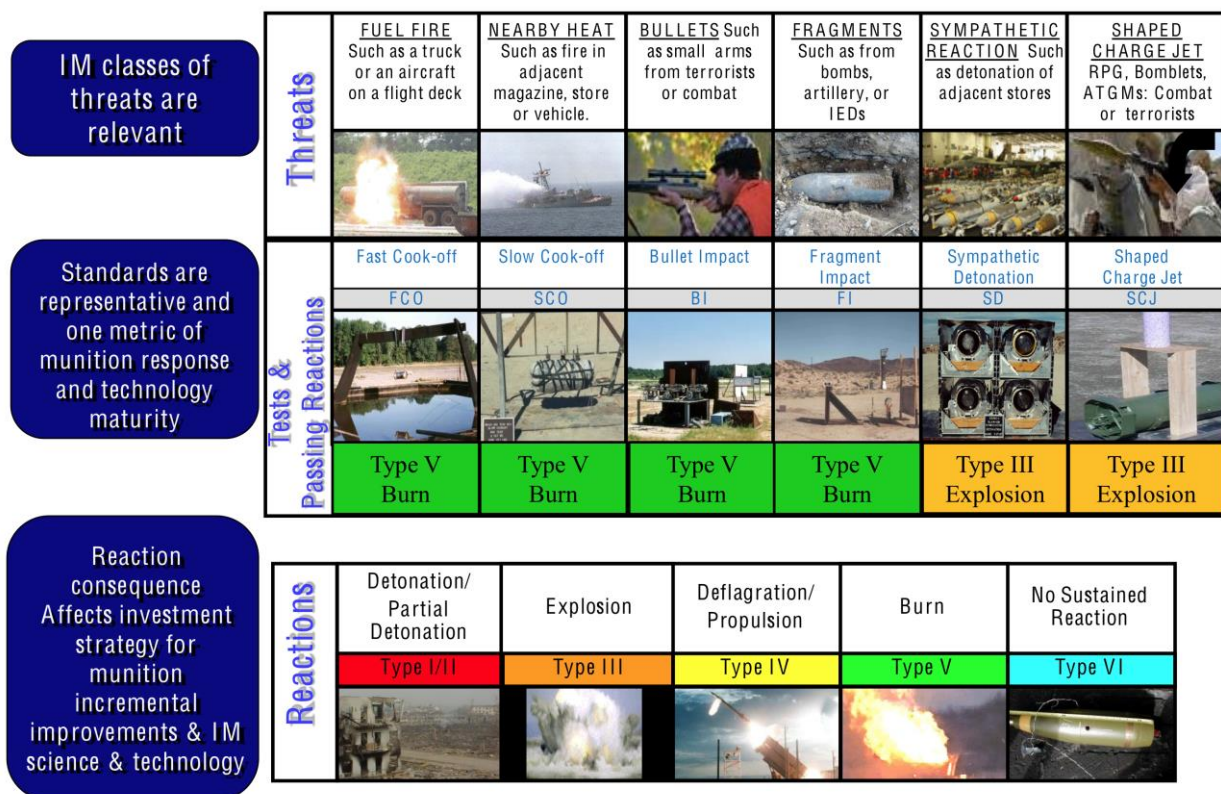 IM classes of
threats are
relevant
Threats
FUEL FIRE
Such as a truck
or an aircraft
on a flight deck
NEARBY HEAT
Such as fire in
adjacent
magazine, store
or vehicle.
BULLETS Such
as small arms
from terrorists
or combat
FRAGMENTS
Such as from
bombs,
artillery, or
IEDs
SYMPATHETIC
REACTION Such
as detonation of
adjacent stores
SHAPED
CHARGE JET
RPG, Bomblets,
ATGMs: Combat
or terrorists
Standards are
representative and
one metric of
munition response
and technology
maturity
Tests &
Passing Reactions
Fast Cook-off
Slow Cook-off
Bullet Impact
Fragment
Impact
Sympathetic
Detonation
Shaped
Charge Jet
FCO
SCO
BI
FI
SD
SCJ
Type V
Burn
Type V
Burn
Type V
Burn
Type V
Burn
Type III
Explosion
Type III
Explosion
Reaction
consequence
Affects investment
strategy for
munition
incremental
improvements & IM
science & technology
Reactions
Detonation/
Partial
Detonation
Explosion
Deflagration/
Propulsion
Burn
No Sustained
Reaction
Type I/II
Type III
Type IV
Type V
Type VI